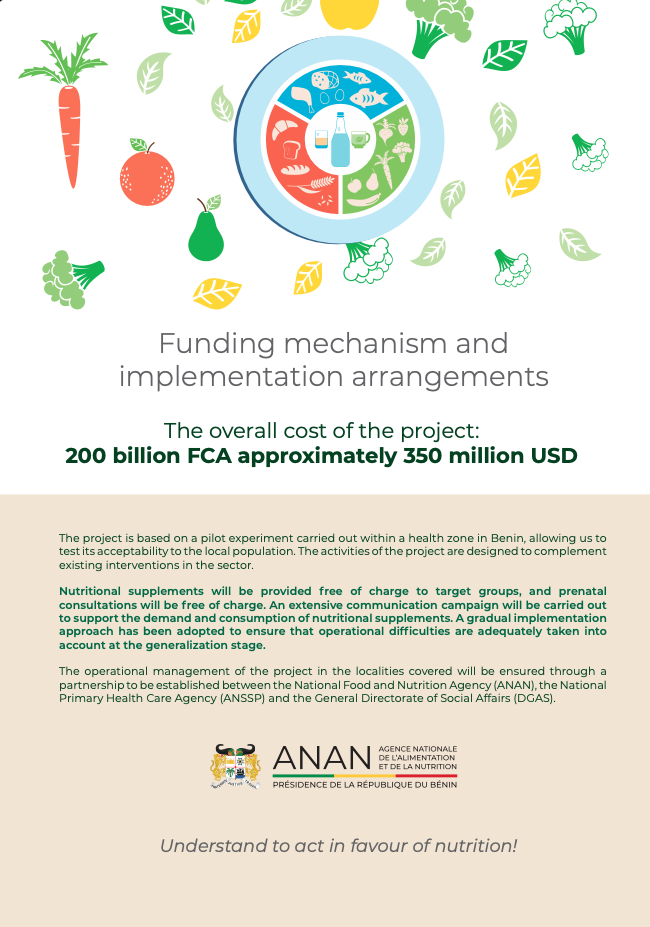 Funding mechanism and
implementation arrangements
The overall cost of the project:
200 billion FCA approximately 350 million USD
The project is based on a pilot experiment carried out within a health zone in Benin, allowing us to
test its acceptability to the local population. The activities of the project are designed to complement
existing interventions in the sector.
Nutritional supplements will be provided free of charge to target groups, and prenatal
consultations will be free of charge. An extensive communication campaign will be carried out
to support the demand and consumption of nutritional supplements. A gradual implementation
approach has been adopted to ensure that operational difficulties are adequately taken into
account at the generalization stage.
The operational management of the project in the localities covered will be ensured through a
partnership to be established between the National Food and Nutrition Agency (ANAN), the National
Primary Health Care Agency (ANSSP) and the General Directorate of Social Affairs (DGAS).
ANAN
AGENCE NATIONALE
DE L'ALIMENTATION
ET DE LA NUTRITION
PRÉSIDENCE DE LA RÉPUBLIQUE DU BÉNIN
Understand to act in favour of nutrition!